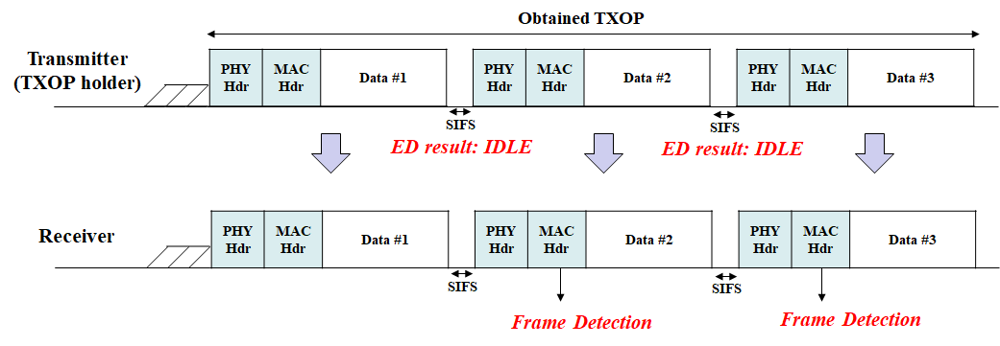 Obtained TXOP
Transmitter
(TXOP holder)
PHY
Hdr
MAC
Hdr
Data #1
PHY
Hdr
MAC
Hdr
Data #2
PHY
Hdr
MAC
Hdr
Data #3
SIFS
SIFS
ED result: IDLE
ED result: IDLE
Receiver
PHY
Hdr
MAC
Hdr
Data #1
PHY
Hdr
MAC
Hdr
Data #2
PHY
Hdr
MAC
Hdr
Data #3
SIFS
SIFS
Frame Detection
Frame Detection